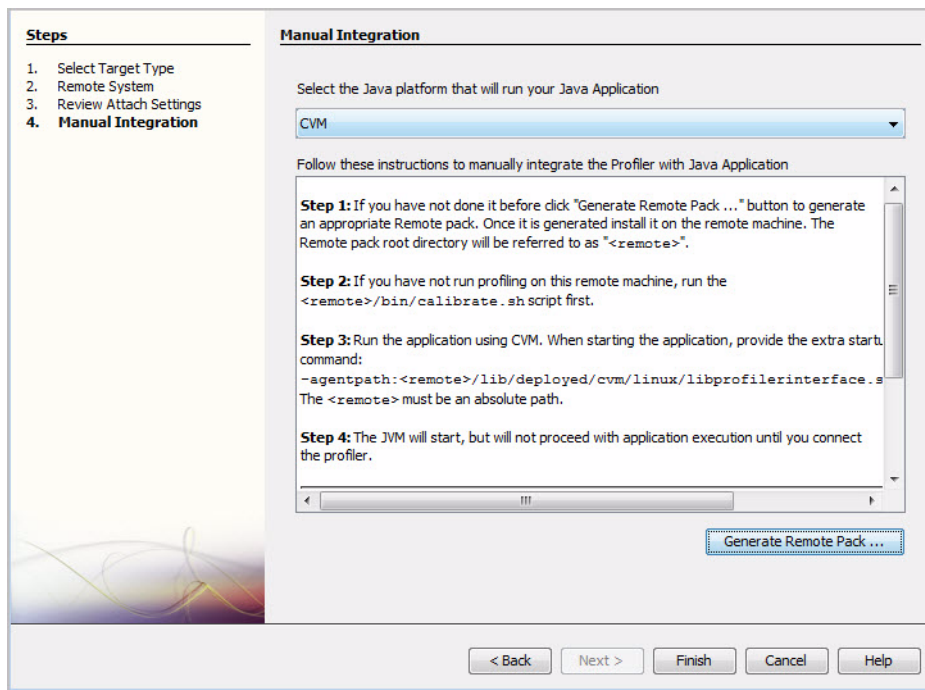 Steps
1. Select Target Type
2. Remote System
3. Review Attach Settings
4. Manual Integration
Manual Integration
Select the Java platform that will run your Java Application
CVM
Follow these instructions to manually integrate the Profiler with Java Application
Step 1: If you have not done it before click "Generate Remote Pack ..." button to generate
an appropriate Remote pack. Once it is generated install it on the remote machine. The
Remote pack root directory will be referred to as "<remote>".
Step 2: If you have not run profiling on this remote machine, run the
<remote>/bin/calibrate.sh script first.
Step 3: Run the application using CVM. When starting the application, provide the extra startu
command:
-agentpath:<remote>/lib/deployed/cvm/linux/libprofilerinterface.s
The <remote> must be an absolute path.
Step 4: The JVM will start, but will not proceed with application execution until you connect
the profiler.
Generate Remote Pack ...
< Back Next > Finish Cancel Help